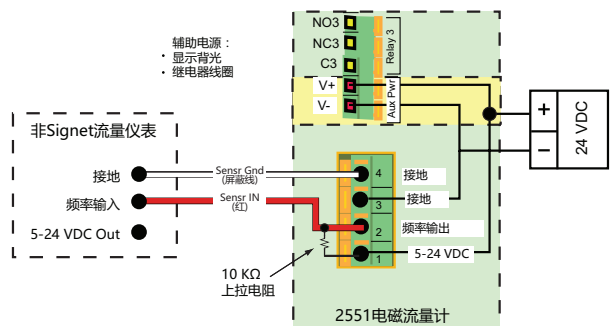 NO3
NC3
C3
V+
V-
Relay 3
Aux Pwr
辅助电源：
· 显示背光
· 继电器线圈
+
−
24 VDC
非Signet流量仪表
接地
频率输入
5-24 VDC Out
Sensr Gnd
(屏蔽线)
Sensr IN
(红)
4
3
2
1
接地
接地
频率输出
5-24 VDC
10 KΩ
上拉电阻
2551电磁流量计